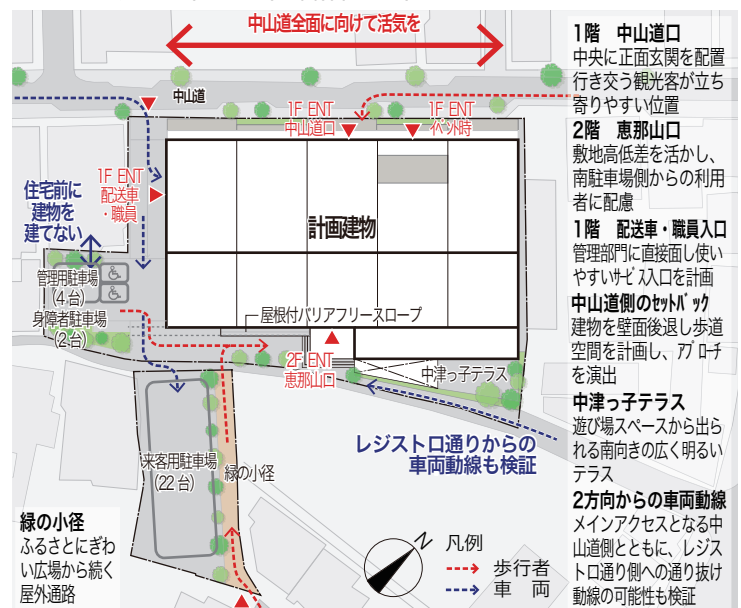 中山道全面に向けて活気を
中山道
1F ENT
中山道口
1F ENT
イベント時
1F ENT
配送車
・職員
住宅前に
建物を
建てない
計画建物
管理用駐車場
(4台)
身障者駐車場
(2台)
屋根付バリアフリースロープ
2F ENT
恵那山口
中津っ子テラス
レジストロ通りからの
車両動線も検証
来客用駐車場
(22台)
緑の小径
緑の小径
ふるさとにぎわ
い広場から続く
屋外通路
N
凡例
歩行者
車 両
1階 中山道口
中央に正面玄関を配置
行き交う観光客が立ち
寄りやすい位置
2階 恵那山口
敷地高低差を活かし、
南駐車場側からの利用
者に配慮
1階 配送車・職員入口
管理部門に直接面し使い
やすいサービス入口を計画
中山道側のセットバック
建物を壁面後退し歩道
空間を計画し、アプローチ
を演出
中津っ子テラス
遊び場スペースから出ら
れる南向きの広く明るい
テラス
2方向からの車両動線
メインアクセスとなる中
山道側とともに、レジス
トロ通り側への通り抜け
動線の可能性も検証